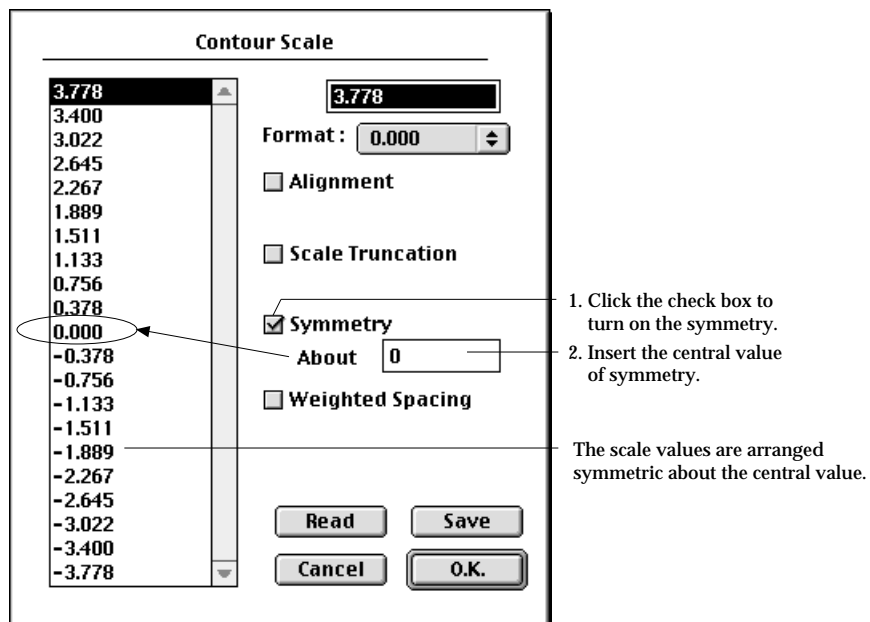 Contour Scale
3.778
3.400
3.022
2.645
2.267
1.889
1.511
1.133
0.756
0.378
0.000
-0.378
-0.756
-1.133
-1.511
-1.889
-2.267
-2.645
-3.022
-3.400
-3.778
3.778
Format : 0.000
Alignment
Scale Truncation
Symmetry
About 0
Weighted Spacing
Read Save
Cancel O.K.
1. Click the check box to
turn on the symmetry.
2. Insert the central value
of symmetry.
The scale values are arranged
symmetric about the central value.